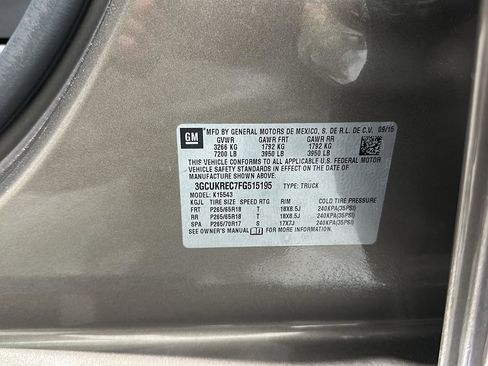 GM
MFD BY GENERAL MOTORS DE MEXICO, S. DE R.L. DE C.V. 09/15
GVWR GAWR FRT GAWR RR
3266 KG 1792 KG 1792 KG
7200 LB 3950 LB 3950 LB
THIS VEHICLE CONFORMS TO ALL APPLICABLE U.S. FEDERAL MOTOR
VEHICLE SAFETY STANDARDS IN EFFECT ON THE DATE OF
MANUFACTURE SHOWN ABOVE.
3GCUKREC7FG515195 TYPE: TRUCK
MODEL: K15543
KGJL TIRE SIZE SPEED RTG RIM COLD TIRE PRESSURE
FRT P265/65R18 T 18X8.5J 240KPA(35PSI)
RR P265/65R18 T 18X8.5J 240KPA(35PSI)
SPA P265/70R17 S 17X7J 240KPA(35PSI)
SEE OWNER'S MANUAL FOR MORE INFORMATION.